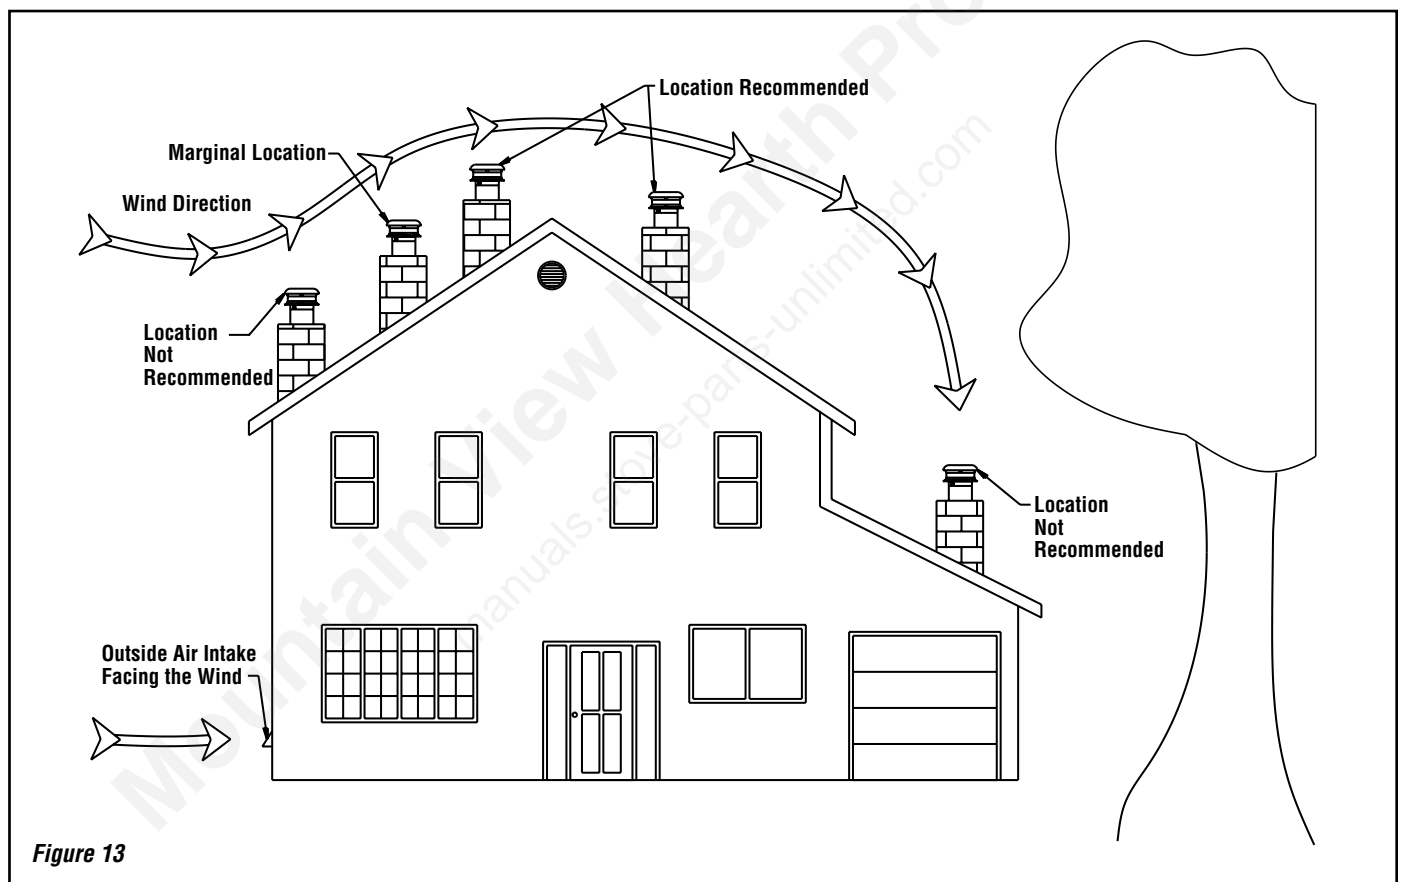 Location Recommended
Marginal Location
Wind Direction
Location
Not
Recommended
Location
Not
Recommended
Outside Air Intake
Facing the Wind
Figure 13
Mountain View Hearth Pro
manuals.stove-parts-unlimited.com